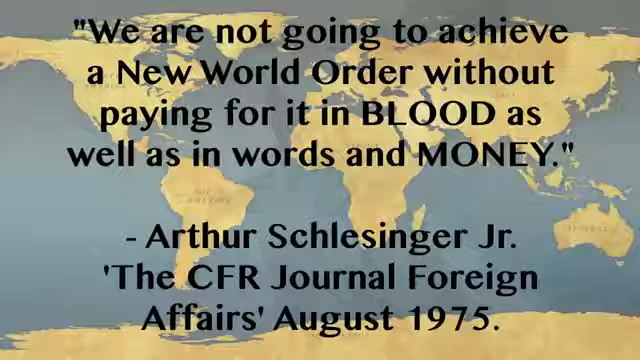 "We are not going to achieve
a New World Order without
paying for it in BLOOD as
well as in words and MONEY."
- Arthur Schlesinger Jr.
'The CFR Journal Foreign
Affairs' August 1975.